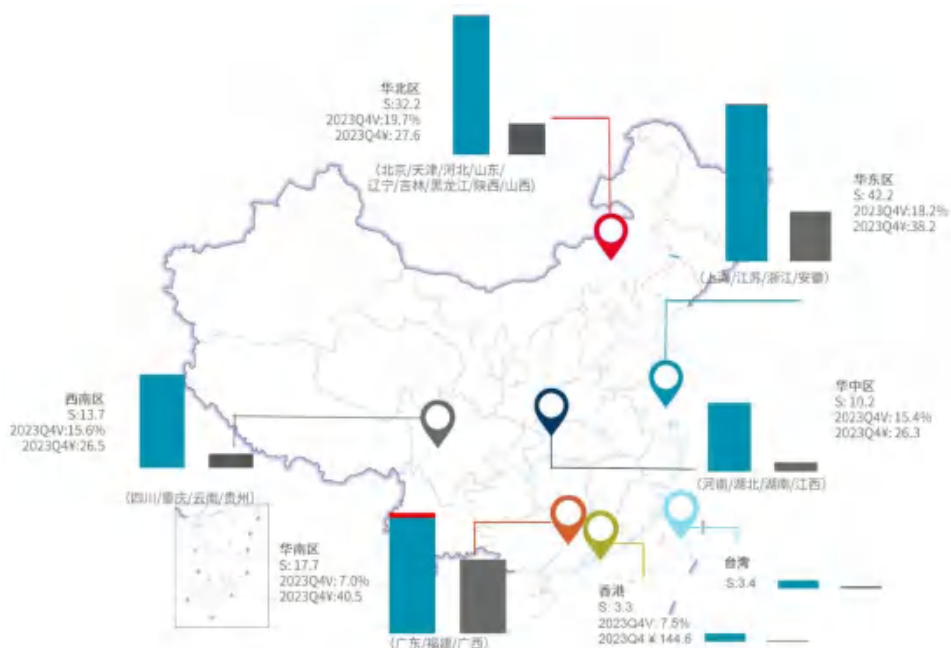 华北区
S:32.2
2023Q4V:19.7%
2023Q4¥: 27.6
(北京/天津/河北/山东/
辽宁/吉林/黑龙江/陕西/山西)
华东区
S: 42.2
2023Q4V:18.2%
2023Q4¥:38.2
(上海/江苏/浙江/安徽)
西南区
S:13.7
2023Q4V:15.6%
2023Q4¥:26.5
(四川/重庆/云南/贵州)
华中区
S: 10.2
2023Q4V:15.4%
2023Q4¥: 26.3
(河南/湖北/湖南/江西)
华南区
S: 17.7
2023Q4V: 7.0%
2023Q4¥:40.5
(广东/福建/广西)
香港
S: 3.3
2023Q4V: 7.5%
2023Q4 ¥ 144.6
台湾
S:3.4